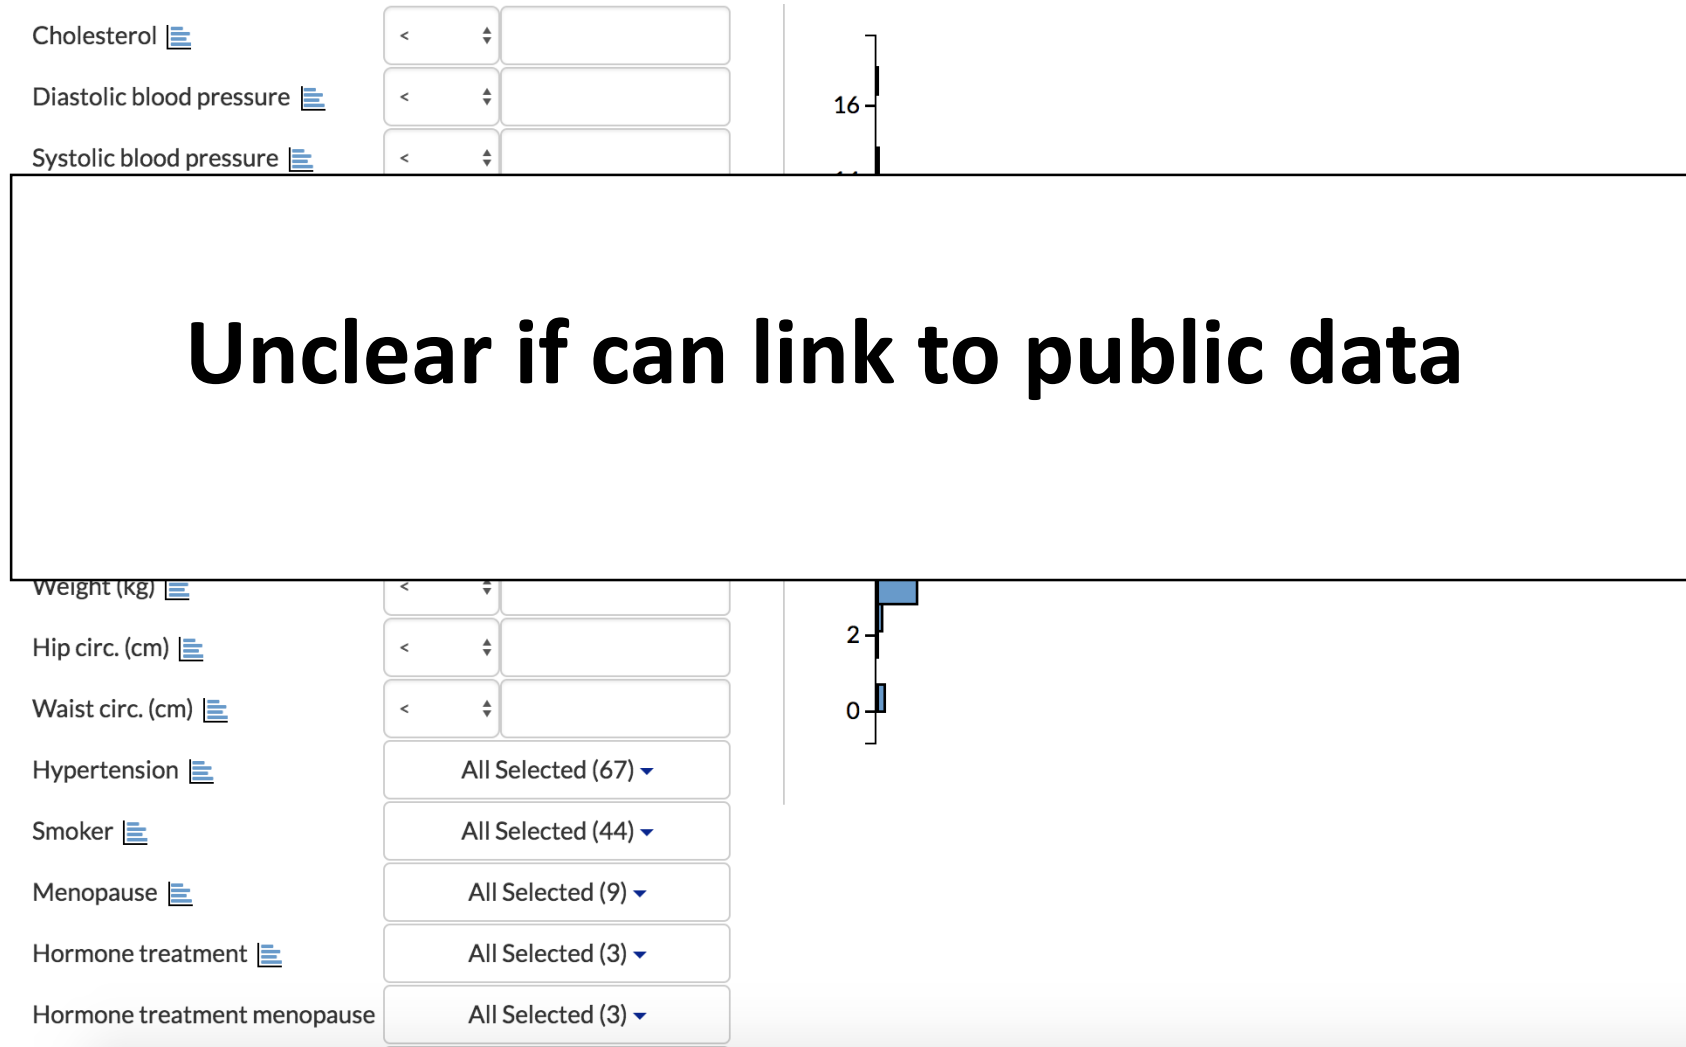 Cholesterol < 
Diastolic blood pressure < 
16
Systolic blood pressure < 
Unclear if can link to public data
Weight (kg) < 
2
Hip circ. (cm) < 
Waist circ. (cm) < 
0
Hypertension All Selected (67)
Smoker All Selected (44)
Menopause All Selected (9)
Hormone treatment All Selected (3)
Hormone treatment menopause All Selected (3)